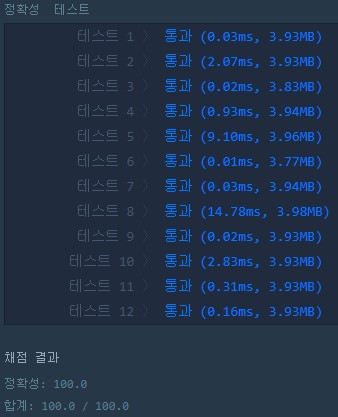 정확성 테스트
테스트 1 〉 통과 (0.03ms, 3.93MB)
테스트 2 〉 통과 (2.07ms, 3.93MB)
테스트 3 〉 통과 (0.02ms, 3.83MB)
테스트 4 〉 통과 (0.93ms, 3.94MB)
테스트 5 〉 통과 (9.10ms, 3.96MB)
테스트 6 〉 통과 (0.01ms, 3.77MB)
테스트 7 〉 통과 (0.03ms, 3.94MB)
테스트 8 〉 통과 (14.78ms, 3.98MB)
테스트 9 〉 통과 (0.02ms, 3.93MB)
테스트 10 〉 통과 (2.83ms, 3.93MB)
테스트 11 〉 통과 (0.31ms, 3.93MB)
테스트 12 〉 통과 (0.16ms, 3.93MB)
채점 결과
정확성: 100.0
합계: 100.0 / 100.0